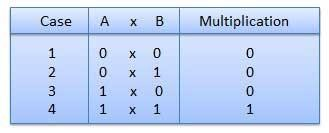 Case A x B Multiplication
1 0 x 0 0
2 0 x 1 0
3 1 x 0 0
4 1 x 1 1